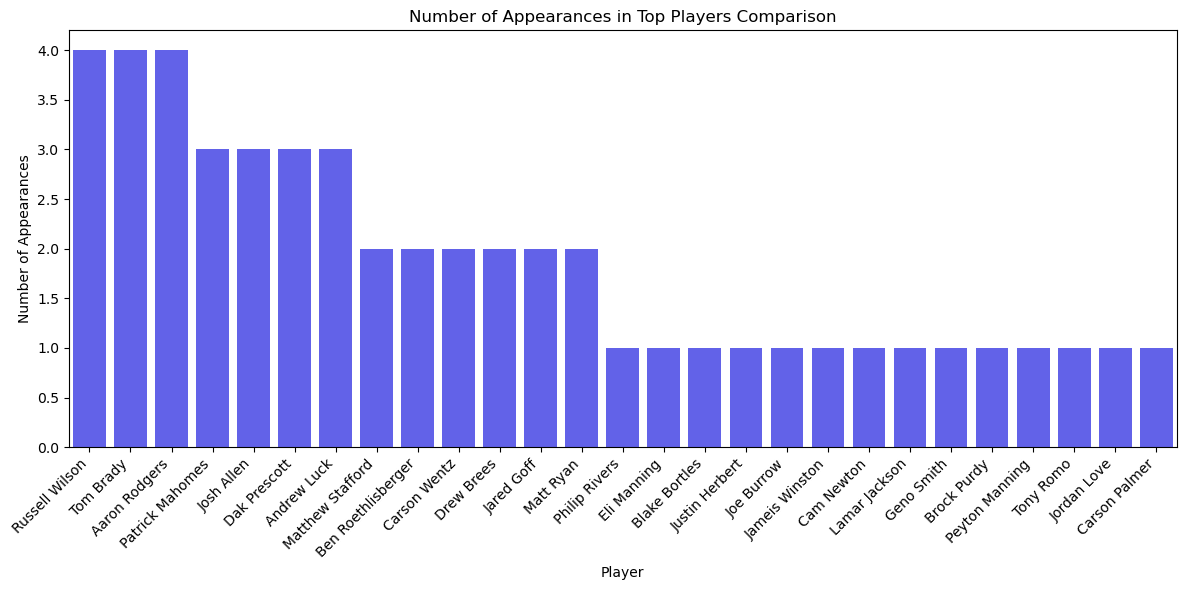 Number of Appearances in Top Players Comparison
Number of Appearances
4.0
3.5
3.0
2.5
2.0
1.5
1.0
0.5
0.0
Russell Wilson
Tom Brady
Aaron Rodgers
Patrick Mahomes
Josh Allen
Dak Prescott
Andrew Luck
Matthew Stafford
Ben Roethlisberger
Carson Wentz
Drew Brees
Jared Goff
Matt Ryan
Philip Rivers
Eli Manning
Blake Bortles
Justin Herbert
Joe Burrow
Jameis Winston
Cam Newton
Lamar Jackson
Geno Smith
Brock Purdy
Peyton Manning
Tony Romo
Jordan Love
Carson Palmer
Player